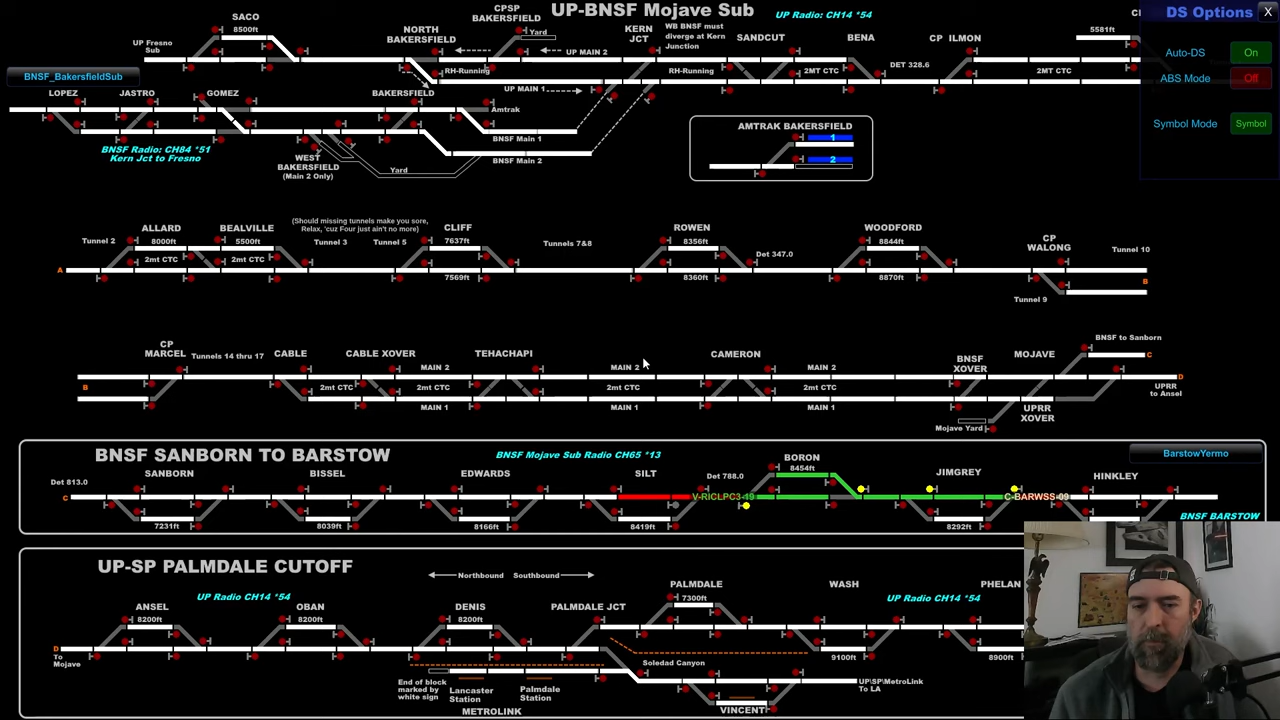 UP-BNSF Mojave Sub
UP Radio: CH14 *54
DS Options
X
SACO
8500ft
UP Fresno
Sub
NORTH
BAKERSFIELD
CPSP
BAKERSFIELD
Yard
UP MAIN 2
KERN
JCT
WB BNSF must
diverge at Kern
Junction
SANDCUT
BENA
CP ILMON
5581ft
Auto-DS
On
ABS Mode
Off
Symbol Mode
Symbol
BNSF_BakersfieldSub
RH-Running
UP MAIN 1
RH-Running
2MT CTC
DET 328.6
2MT CTC
LOPEZ
JASTRO
GOMEZ
BAKERSFIELD
Amtrak
BNSF Main 1
BNSF Main 2
BNSF Radio: CH84 *51
Kern Jct to Fresno
WEST
BAKERSFIELD
(Main 2 Only)
Yard
AMTRAK BAKERSFIELD
1
2
Tunnel 2
ALLARD
8000ft
2mt CTC
BEALVILLE
5500ft
2mt CTC
(Should missing tunnels make you sore,
Relax, 'cuz Four just ain't no more)
Tunnel 3
Tunnel 5
CLIFF
7637ft
7569ft
Tunnels 7&8
ROWEN
8356ft
8360ft
Det 347.0
WOODFORD
8844ft
8870ft
CP
WALONG
Tunnel 10
Tunnel 9
A
B
CP
MARCEL
Tunnels 14 thru 17
CABLE
2mt CTC
CABLE XOVER
MAIN 2
2mt CTC
MAIN 1
TEHACHAPI
2mt CTC
MAIN 2
2mt CTC
MAIN 1
CAMERON
2mt CTC
MAIN 2
2mt CTC
MAIN 1
BNSF
XOVER
MOJAVE
BNSF to Sanborn
C
D
UPRR
to Ansel
UPRR
XOVER
Mojave Yard
B
BNSF SANBORN TO BARSTOW
BNSF Mojave Sub Radio CH65 *13
BarstowYermo
Det 813.0
C
SANBORN
7231ft
BISSEL
8039ft
EDWARDS
8166ft
SILT
8419ft
Det 788.0
V-RICLPC3-19
BORON
8454ft
JIMGREY
8292ft
C-BARWSS-09
HINKLEY
BNSF BARSTOW
UP-SP PALMDALE CUTOFF
Northbound
Southbound
UP Radio CH14 *54
UP Radio CH14 *54
D
To
Mojave
ANSEL
8200ft
OBAN
8200ft
DENIS
8200ft
PALMDALE JCT
PALMDALE
7300ft
WASH
9100ft
PHELAN
8900ft
End of block
marked by
white sign
Lancaster
Station
Palmdale
Station
METROLINK
Soledad Canyon
VINCENT
UP\SP\MetroLink
To LA